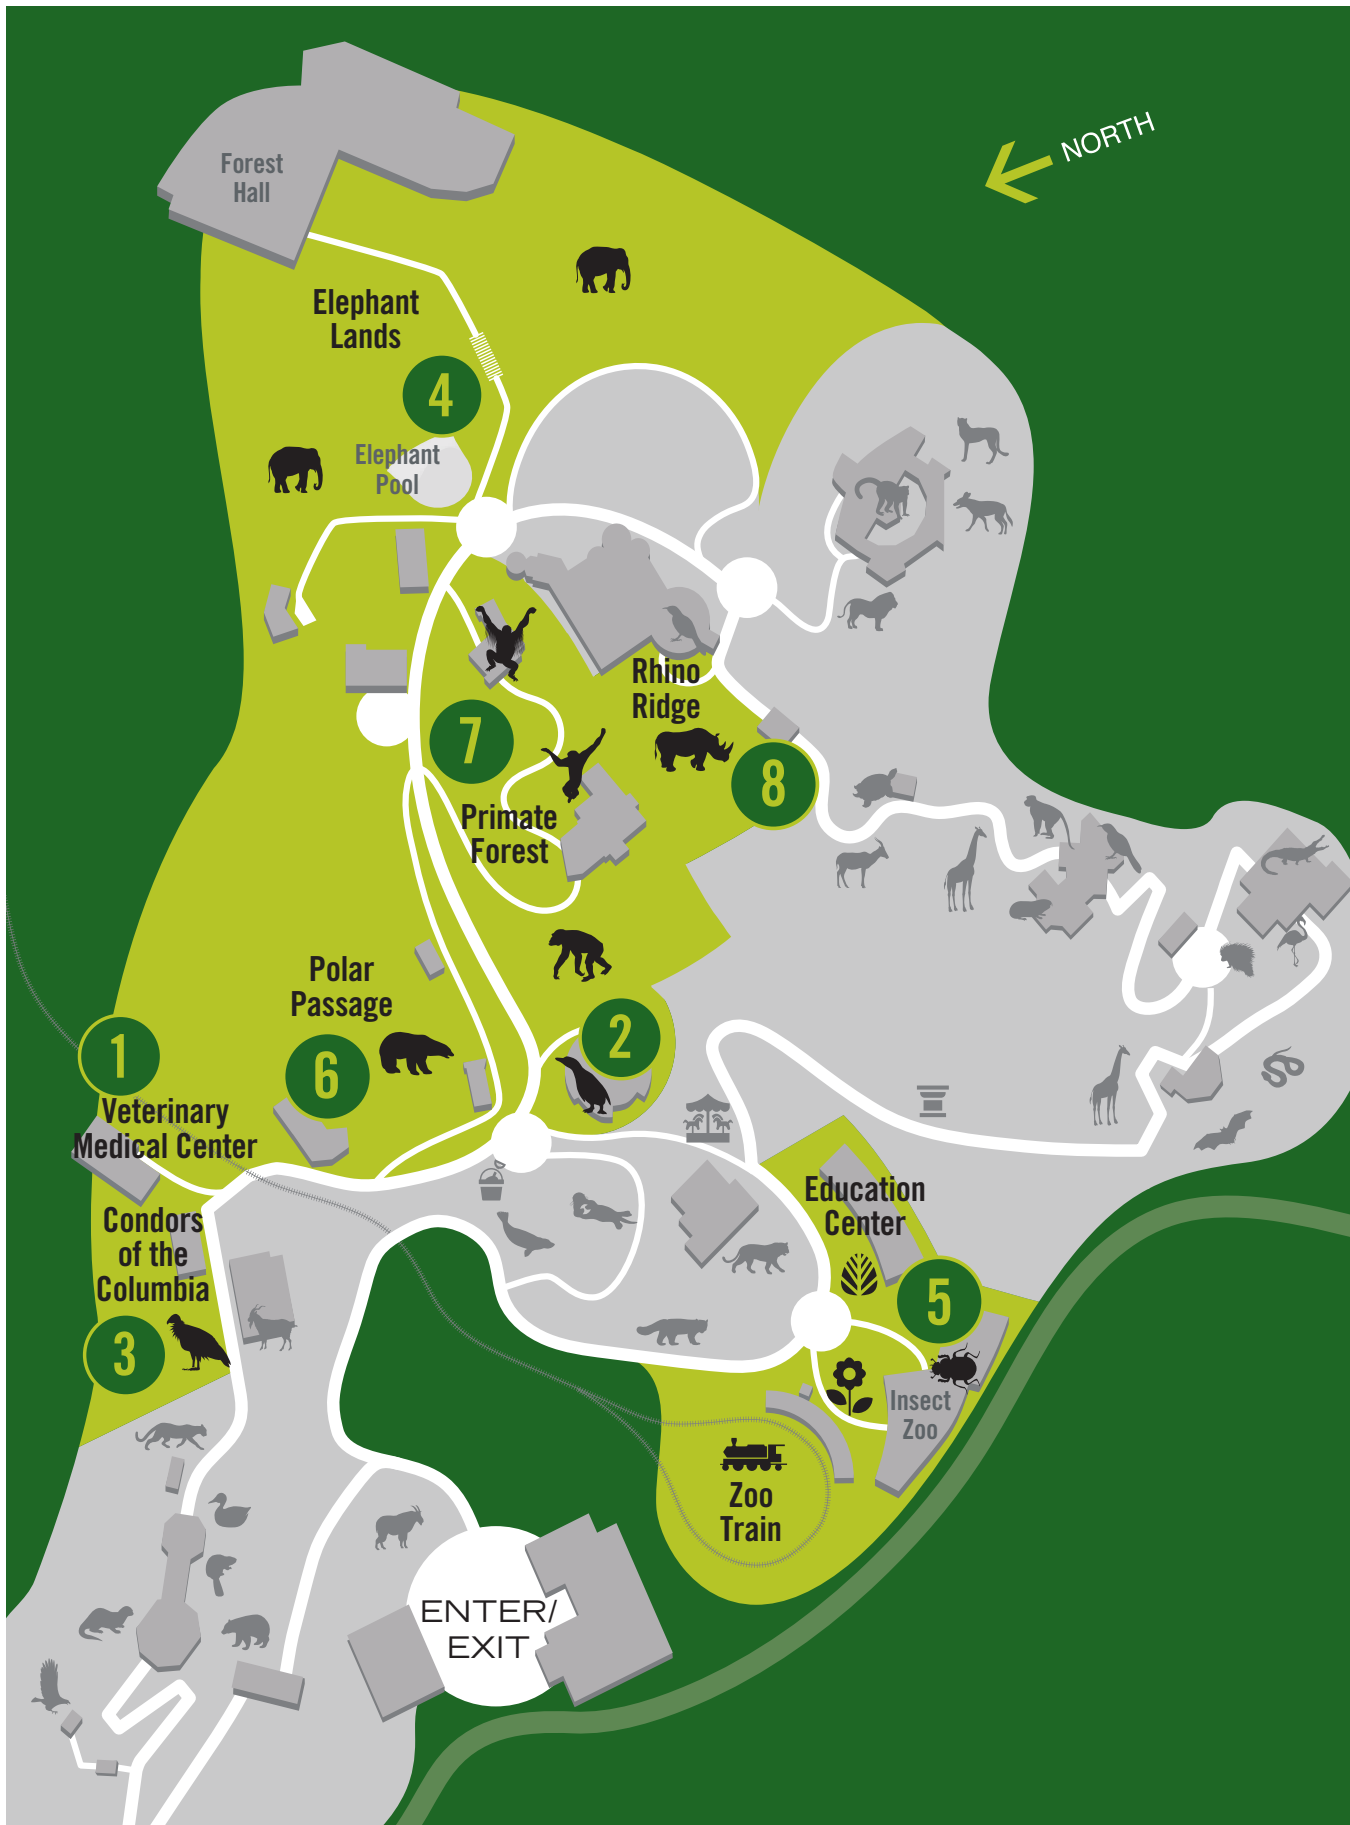 NORTH
Forest
Hall
Elephant
Lands
4
Elephant
Pool
Rhino
Ridge
7
8
Primate
Forest
Polar
Passage
2
1
6
Veterinary
Medical Center
Education
Center
Condors
of the
Columbia
5
3
Insect
Zoo
Zoo
Train
ENTER/
EXIT